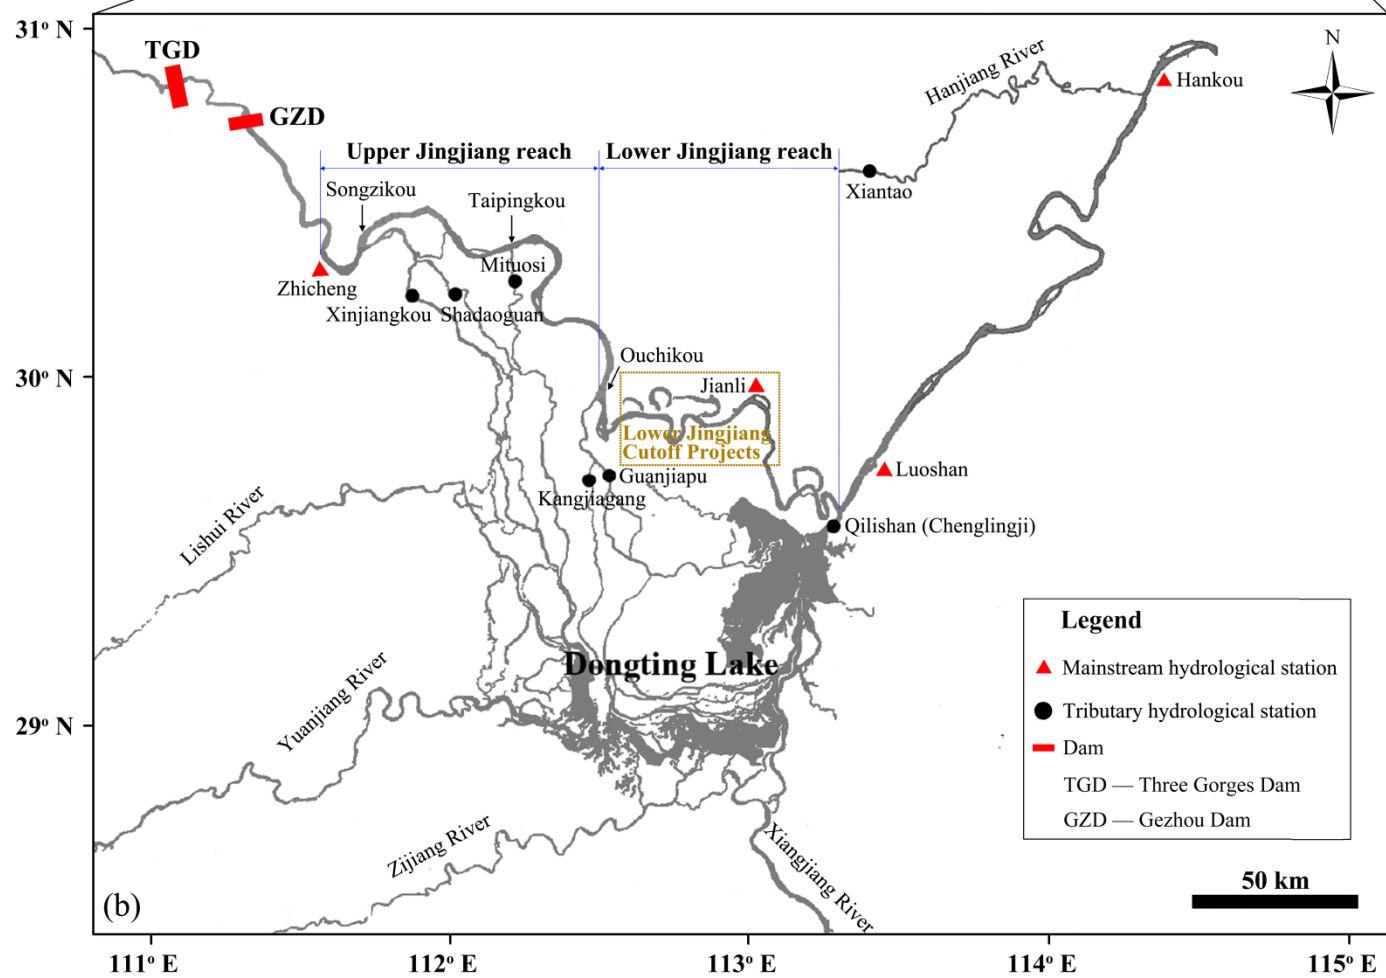 31° N
TGD
GZD
N
Hanjiang River
Hankou
Upper Jingjiang reach
Lower Jingjiang reach
Songzikou
Taipingkou
Xiantao
Mituosi
Zhicheng
Xinjiangkou
Shadaoguan
Ouchikou
30° N
Jianli
Lower Jingjiang
Cutoff Projects
Luoshan
Guanjiapu
Kangjiagang
Lishui River
Qilishan (Chenglingji)
Legend
Dongting Lake
Mainstream hydrological station
Yuanjiang River
Tributary hydrological station
29° N
Dam
TGD — Three Gorges Dam
GZD — Gezhou Dam
Zijiang River
Xiangjiang River
50 km
(b)
111° E
112° E
113° E
114° E
115° E